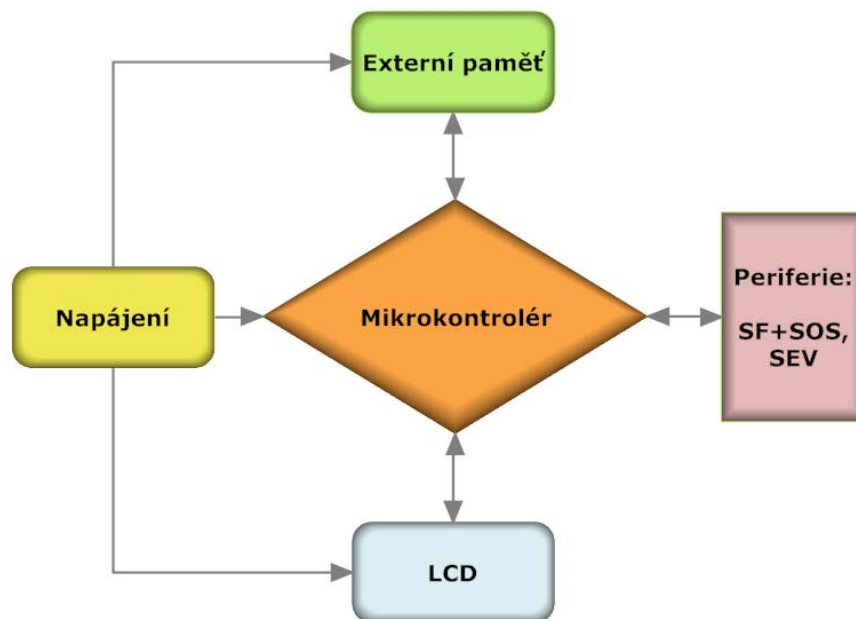 Externí paměť
Napájení
Mikrokontrolér
Periferie:
SF+SOS,
SEV
LCD